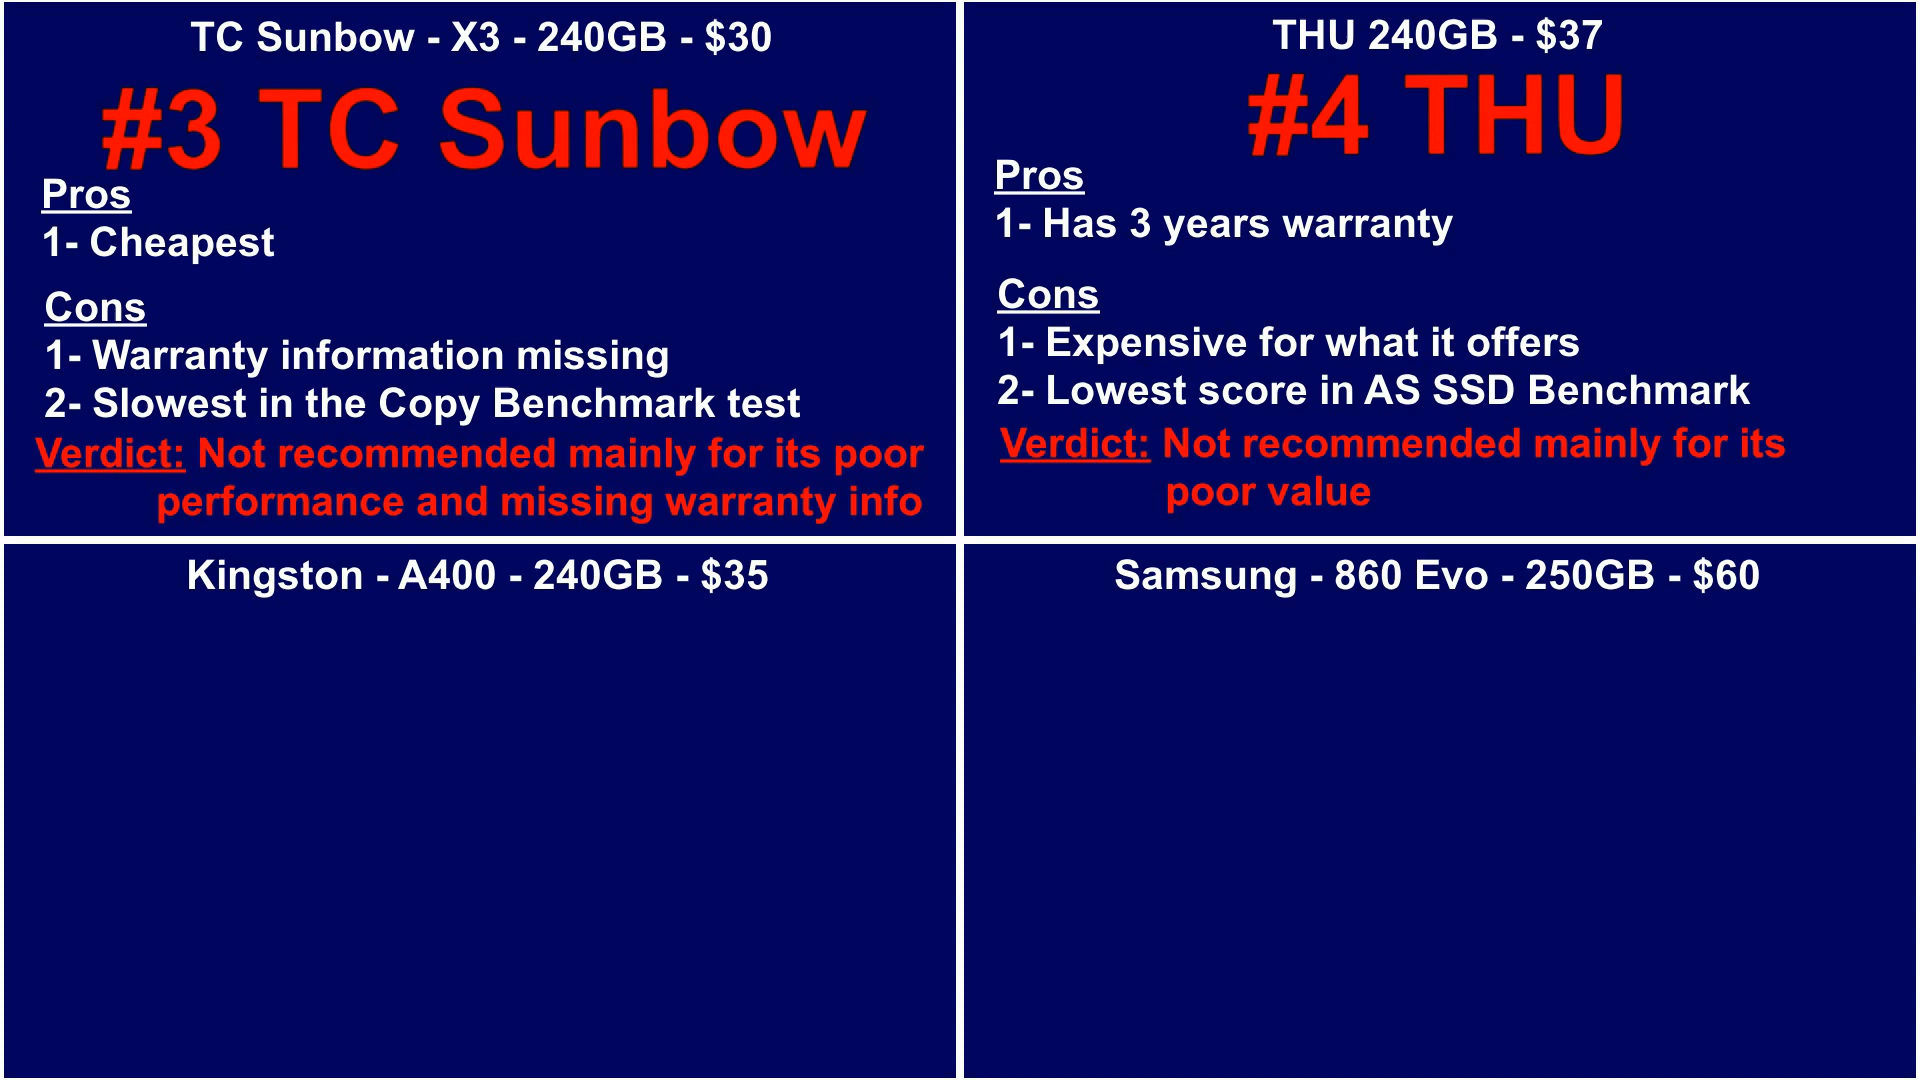 TC Sunbow - X3 - 240GB - $30
#3 TC Sunbow
Pros
1- Cheapest
Cons
1- Warranty information missing
2- Slowest in the Copy Benchmark test
Verdict: Not recommended mainly for its poor
performance and missing warranty info
THU 240GB - $37
#4 THU
Pros
1- Has 3 years warranty
Cons
1- Expensive for what it offers
2- Lowest score in AS SSD Benchmark
Verdict: Not recommended mainly for its
poor value
Kingston - A400 - 240GB - $35
Samsung - 860 Evo - 250GB - $60